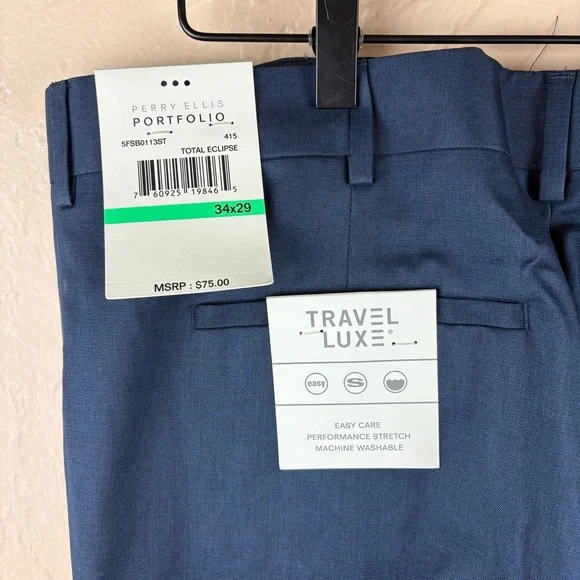 PERRY ELLIS
PORTFOLIO
5FSB0113ST 415
TOTAL ECLIPSE
7 60925 19846 5
34x29
MSRP : $75.00
TRAVEL
LUXE®
easy S
EASY CARE
PERFORMANCE STRETCH
MACHINE WASHABLE